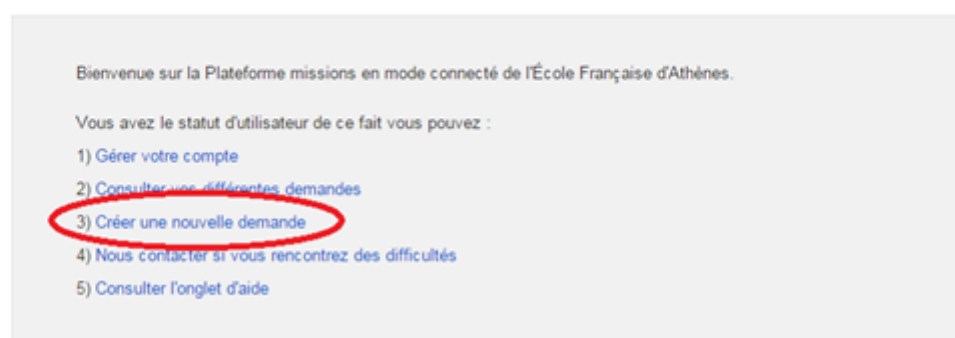 Bienvenue sur la Plateforme missions en mode connecté de l'École Française d'Athènes.
Vous avez le statut d'utilisateur de ce fait vous pouvez :
1) Gérer votre compte
2) Consulter vos différentes demandes
3) Créer une nouvelle demande
4) Nous contacter si vous rencontrez des difficultés
5) Consulter l'onglet d'aide